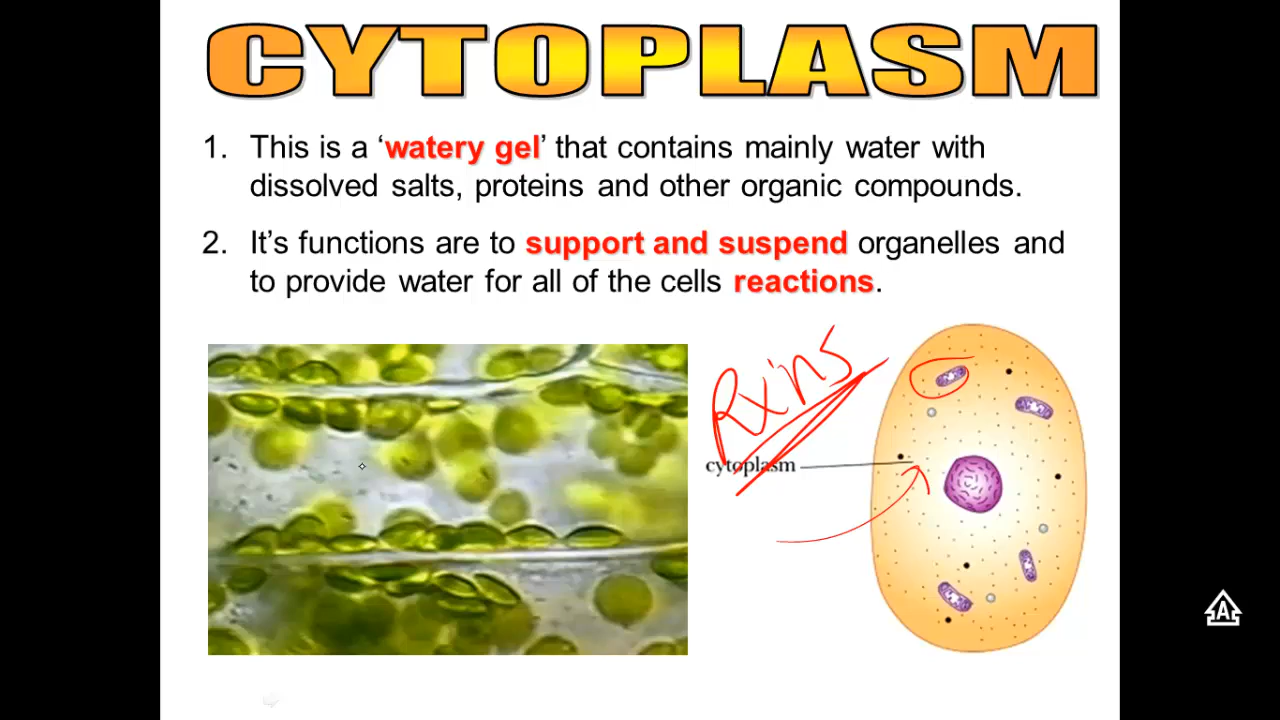 CYTOPLASM
1. This is a ‘watery gel’ that contains mainly water with
dissolved salts, proteins and other organic compounds.
2. It’s functions are to support and suspend organelles and
to provide water for all of the cells reactions.
Rxins
cytoplasm
A